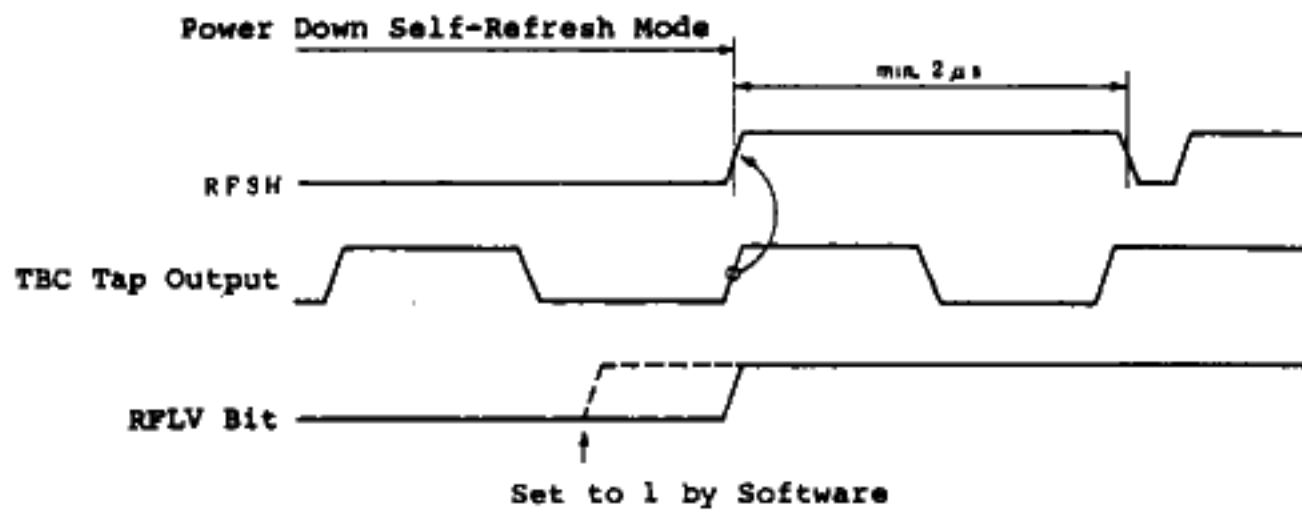 Power Down Self-Refresh Mode
min. 2 μs
RFSH
TBC Tap Output
RFLV Bit
Set to 1 by Software